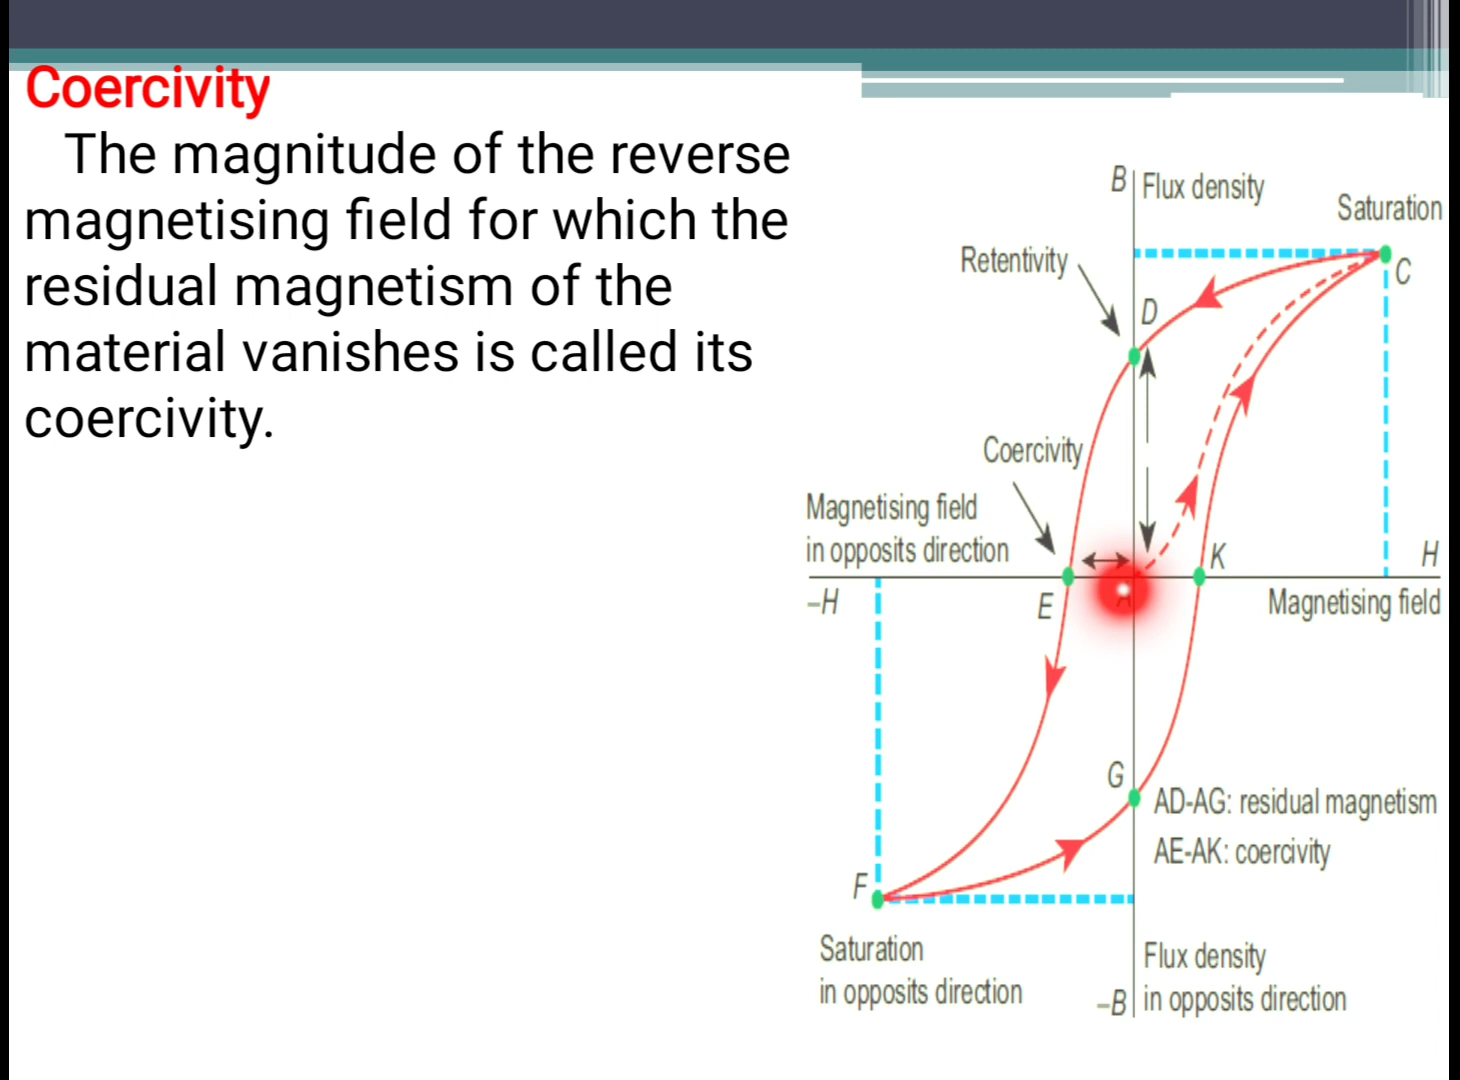 Coercivity
The magnitude of the reverse
magnetising field for which the
residual magnetism of the
material vanishes is called its
coercivity.
B
Flux density
Saturation
Retentivity
C
D
Coercivity
Magnetising field
in opposits direction
K
H
–H
E
A
Magnetising field
G
AD-AG: residual magnetism
AE-AK: coercivity
F
Saturation
in opposits direction
Flux density
–B
in opposits direction